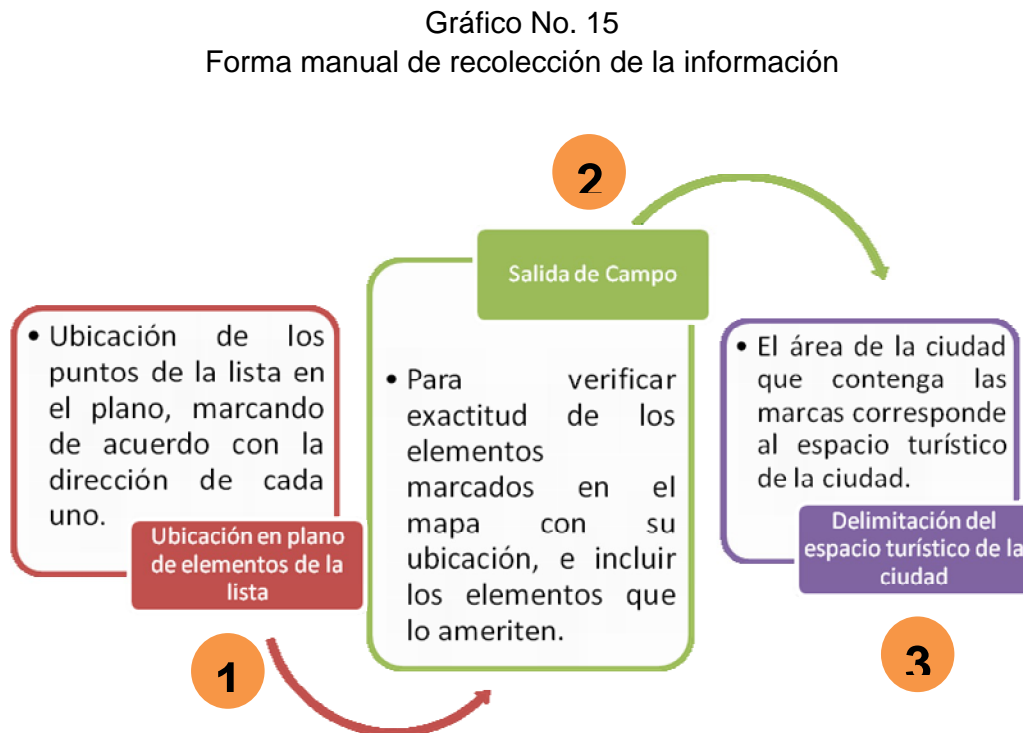 Gráfico No. 15
Forma manual de recolección de la información
• Ubicación de los
puntos de la lista en
el plano, marcando
de acuerdo con la
dirección de cada
uno.
Ubicación en plano
de elementos de la
lista
1
2
Salida de Campo
• Para verificar
exactitud de los
elementos
marcados en el
mapa con su
ubicación, e incluir
los elementos que
lo ameriten.
• El área de la ciudad
que contenga las
marcas corresponde
al espacio turístico
de la ciudad.
Delimitación del
espacio turístico de la
ciudad
3